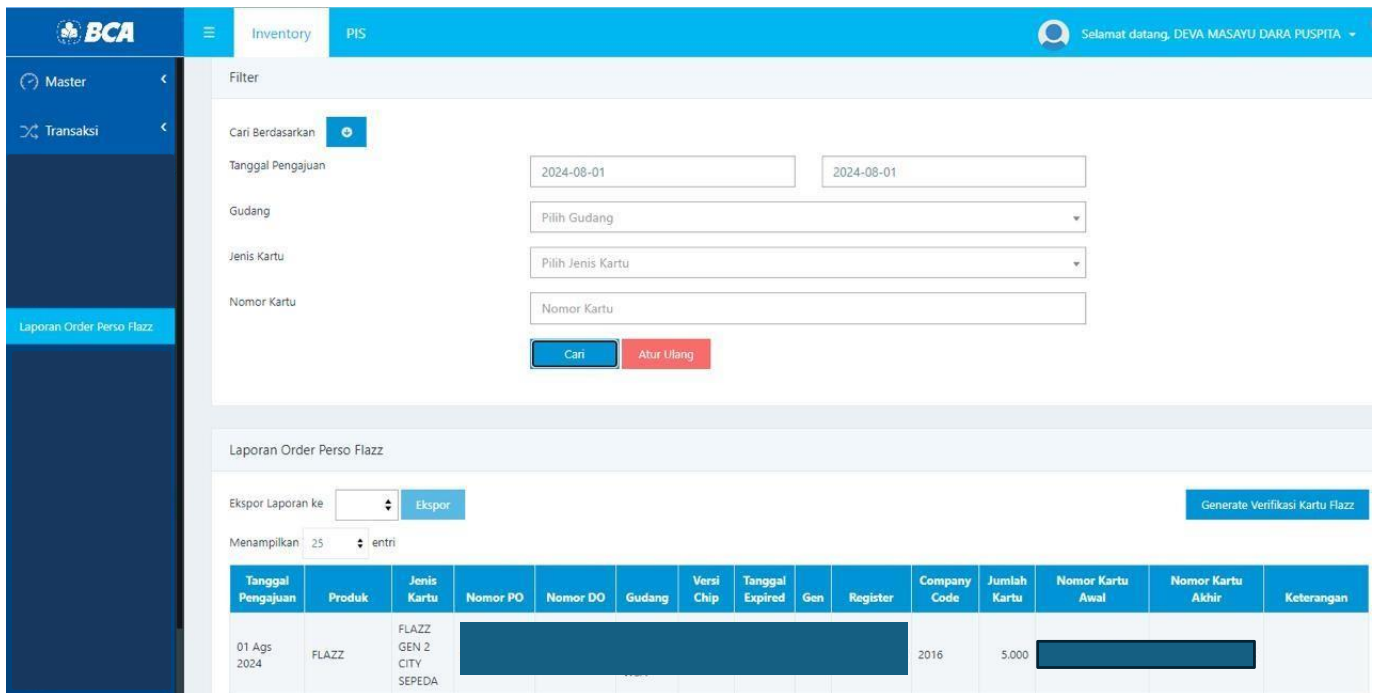 BCA
Inventory PIS Selamat datang, DEVA MASAYU DARA PUSPITA
Master
Transaksi
Laporan Order Perso Flazz
Filter
Cari Berdasarkan
Tanggal Pengajuan 2024-08-01 2024-08-01
Gudang Pilih Gudang
Jenis Kartu Pilih Jenis Kartu
Nomor Kartu Nomor Kartu
Cari Atur Ulang
Laporan Order Perso Flazz
Ekspor Laporan ke Ekspor Generate Verifikasi Kartu Flazz
Menampilkan 25 entri
Tanggal Jenis Versi Tanggal Company Jumlah Nomor Kartu Nomor Kartu
Pengajuan Produk Kartu Nomor PO Nomor DO Gudang Chip Expired Gen Register Code Kartu Awal Akhir Keterangan
FLAZZ
01 Ags GEN 2
2024 FLAZZ CITY 2016 5.000
SEPEDA